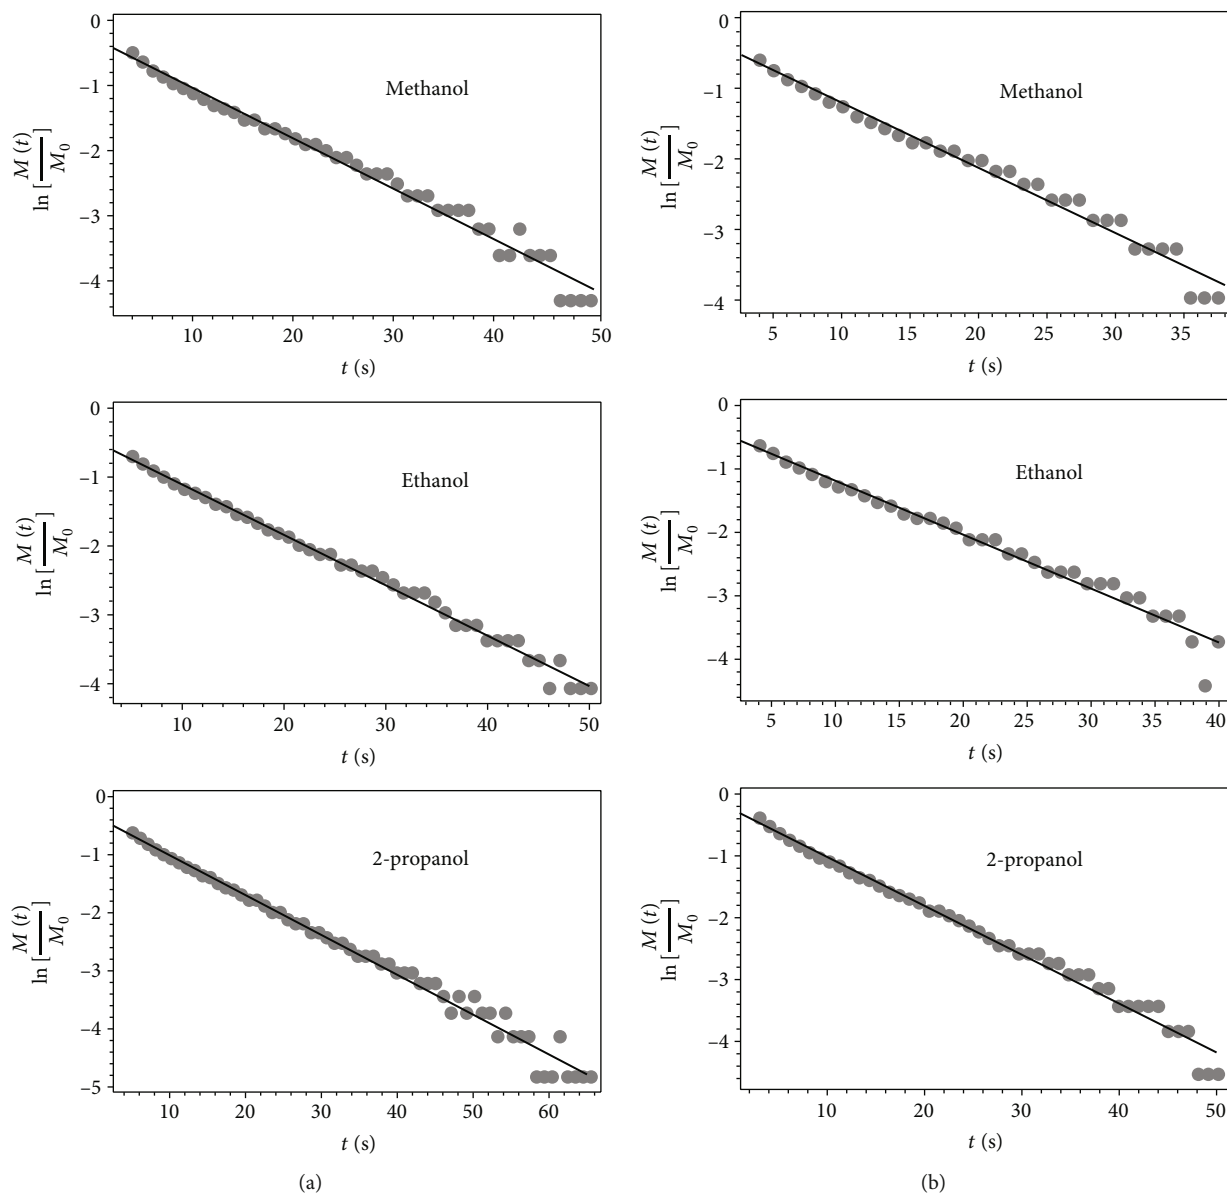 0
−1
−2
−3
−4
ln [M (t)/M₀]
Methanol
10 20 30 40 50
t (s)
0
−1
−2
−3
−4
ln [M (t)/M₀]
Methanol
5 10 15 20 25 30 35
t (s)
0
−1
−2
−3
−4
ln [M (t)/M₀]
Ethanol
10 20 30 40 50
t (s)
0
−1
−2
−3
−4
ln [M (t)/M₀]
Ethanol
5 10 15 20 25 30 35 40
t (s)
0
−1
−2
−3
−4
−5
ln [M (t)/M₀]
2-propanol
10 20 30 40 50 60
t (s)
(a)
0
−1
−2
−3
−4
ln [M (t)/M₀]
2-propanol
10 20 30 40 50
t (s)
(b)